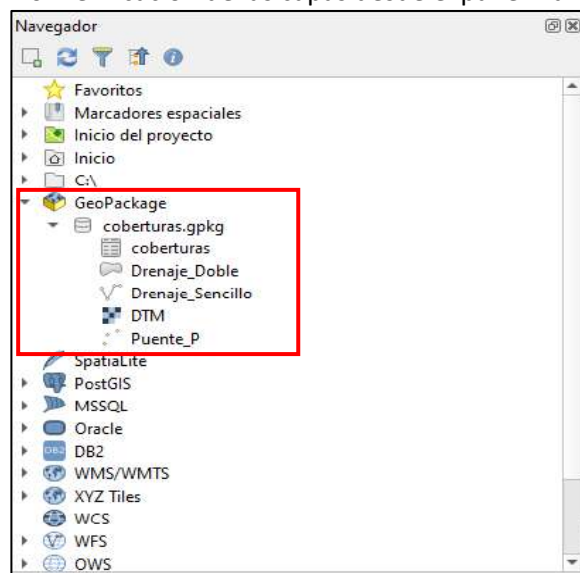 Navegador
Favoritos
Marcadores espaciales
Inicio del proyecto
Inicio
C:\
GeoPackage
coberturas.gpkg
coberturas
Drenaje_Doble
Drenaje_Sencillo
DTM
Puente_P
SpatiaLite
PostGIS
MSSQL
Oracle
DB2
DB2
WMS/WMTS
XYZ Tiles
WCS
WFS
OWS